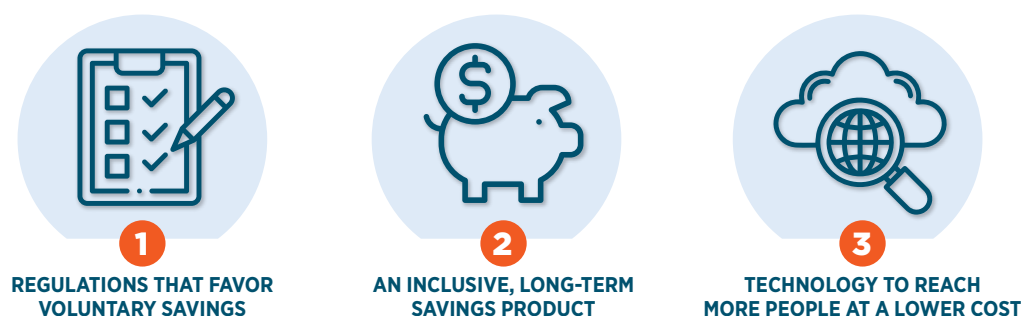 $
1
REGULATIONS THAT FAVOR
VOLUNTARY SAVINGS
2
AN INCLUSIVE, LONG-TERM
SAVINGS PRODUCT
3
TECHNOLOGY TO REACH
MORE PEOPLE AT A LOWER COST